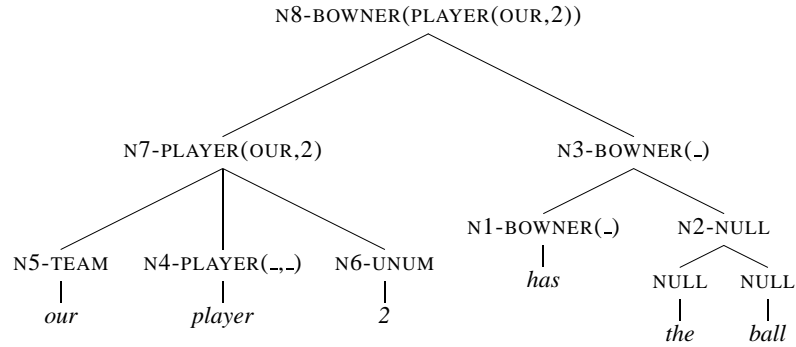 N8-BOWNER(PLAYER(OUR,2))
N7-PLAYER(OUR,2) N3-BOWNER(_)
N1-BOWNER(_) N2-NULL
N5-TEAM N4-PLAYER(_,_) N6-UNUM
has NULL NULL
our player 2
the ball